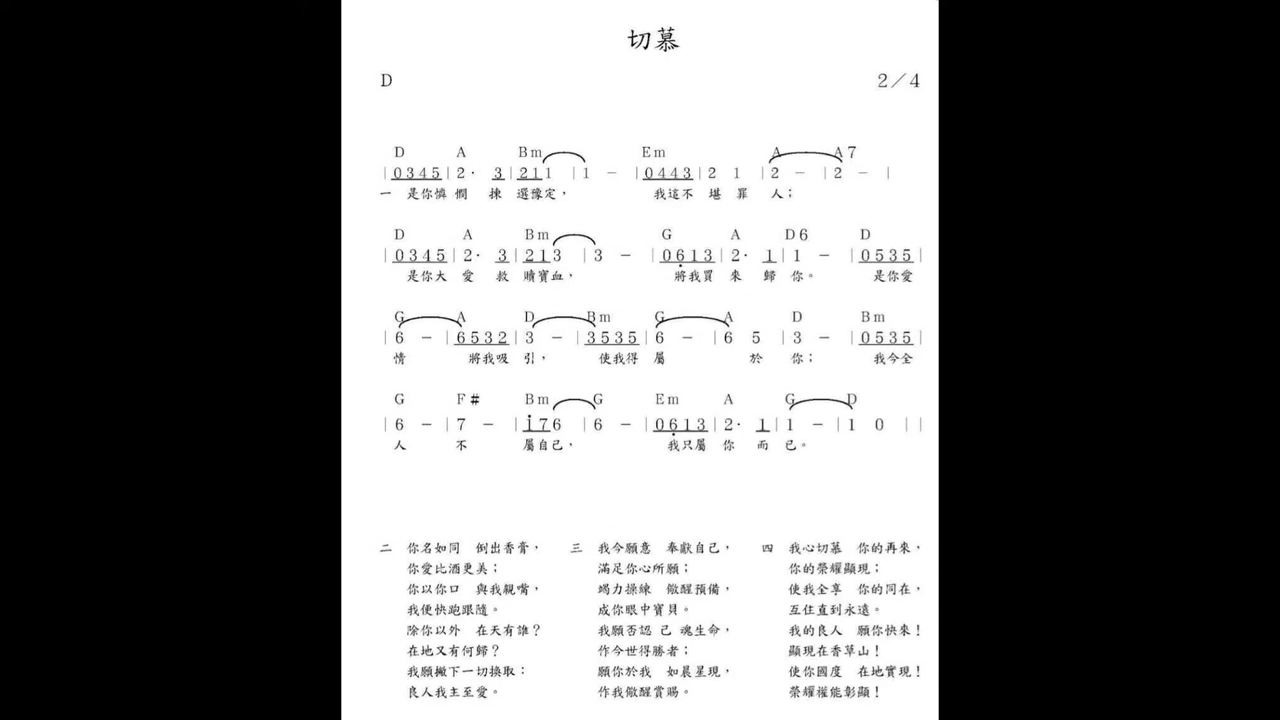 切慕
D 2／4
D A Bm Em A A7
|0345|2· 3|211|1 － |0443|2 1|2 －|2 － |
一 是你憐憫 揀 選豫定， 我這不 堪 罪 人；
D A Bm G A D6 D
|0345|2· 3|213|3 － |0613|2· 1|1 － |0535|
是你大 愛 救 贖寶血， 將我買 來 歸 你。 是你愛
G A D Bm G A D Bm
|6 － |6532|3 － |3535|6 － |6 5 |3 － |0535|
情 將我吸 引， 使我得 屬 於 你； 我今全
G F# Bm G Em A G D
|6 － |7 － |i76|6 － |0613|2· 1|1 －|1 0 ||
人 不 屬自己， 我只屬 你 而 已。
二 你名如同 倒出香膏，
你愛比酒更美；
你以你口 與我親嘴，
我便快跑跟隨。
除你以外 在天有誰？
在地又有何歸？
我願撇下一切換取：
良人我主至愛。
三 我今願意 奉獻自己，
滿足你心所願；
竭力操練 儆醒預備，
成你眼中寶貝。
我願否認 己 魂生命，
作今世得勝者；
願你於我 如晨星現，
作我儆醒賞賜。
四 我心切慕 你的再來，
你的榮耀顯現；
使我全享 你的同在，
互住直到永遠。
我的良人 願你快來！
顯現在香草山！
使你國度 在地實現！
榮耀權能彰顯！